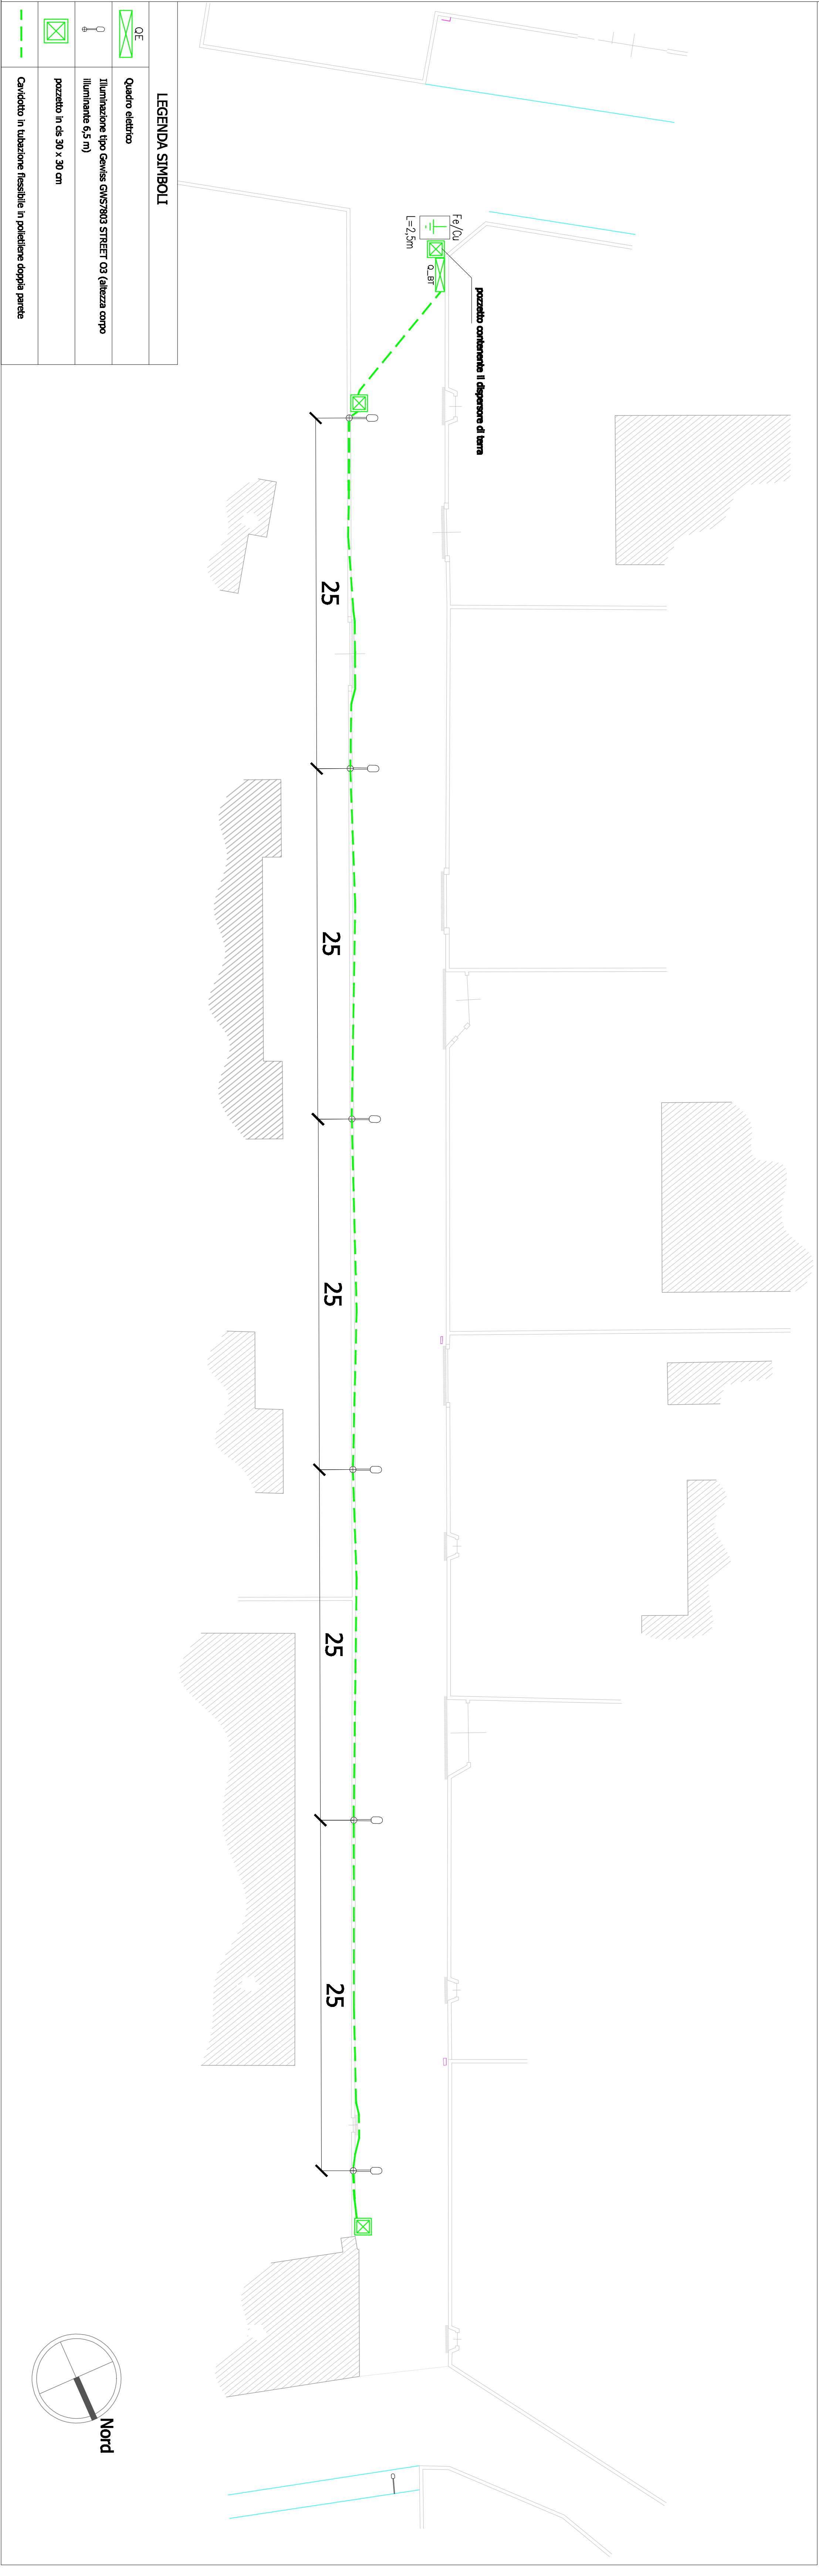 LEGENDA SIMBOLI
QE
Quadro elettrico
Illuminazione tipo Gewiss GW57803 STREET O3 (altezza corpo
illuminante 6,5 m)
pozzetto in cls 30 x 30 cm
Cavidotto in tubazione flessibile in polietilene doppia parete
Fe/Cu
L=2,5m
Q_BT
pozzetto contenente il dispersore di terra
25
25
25
25
25
Nord